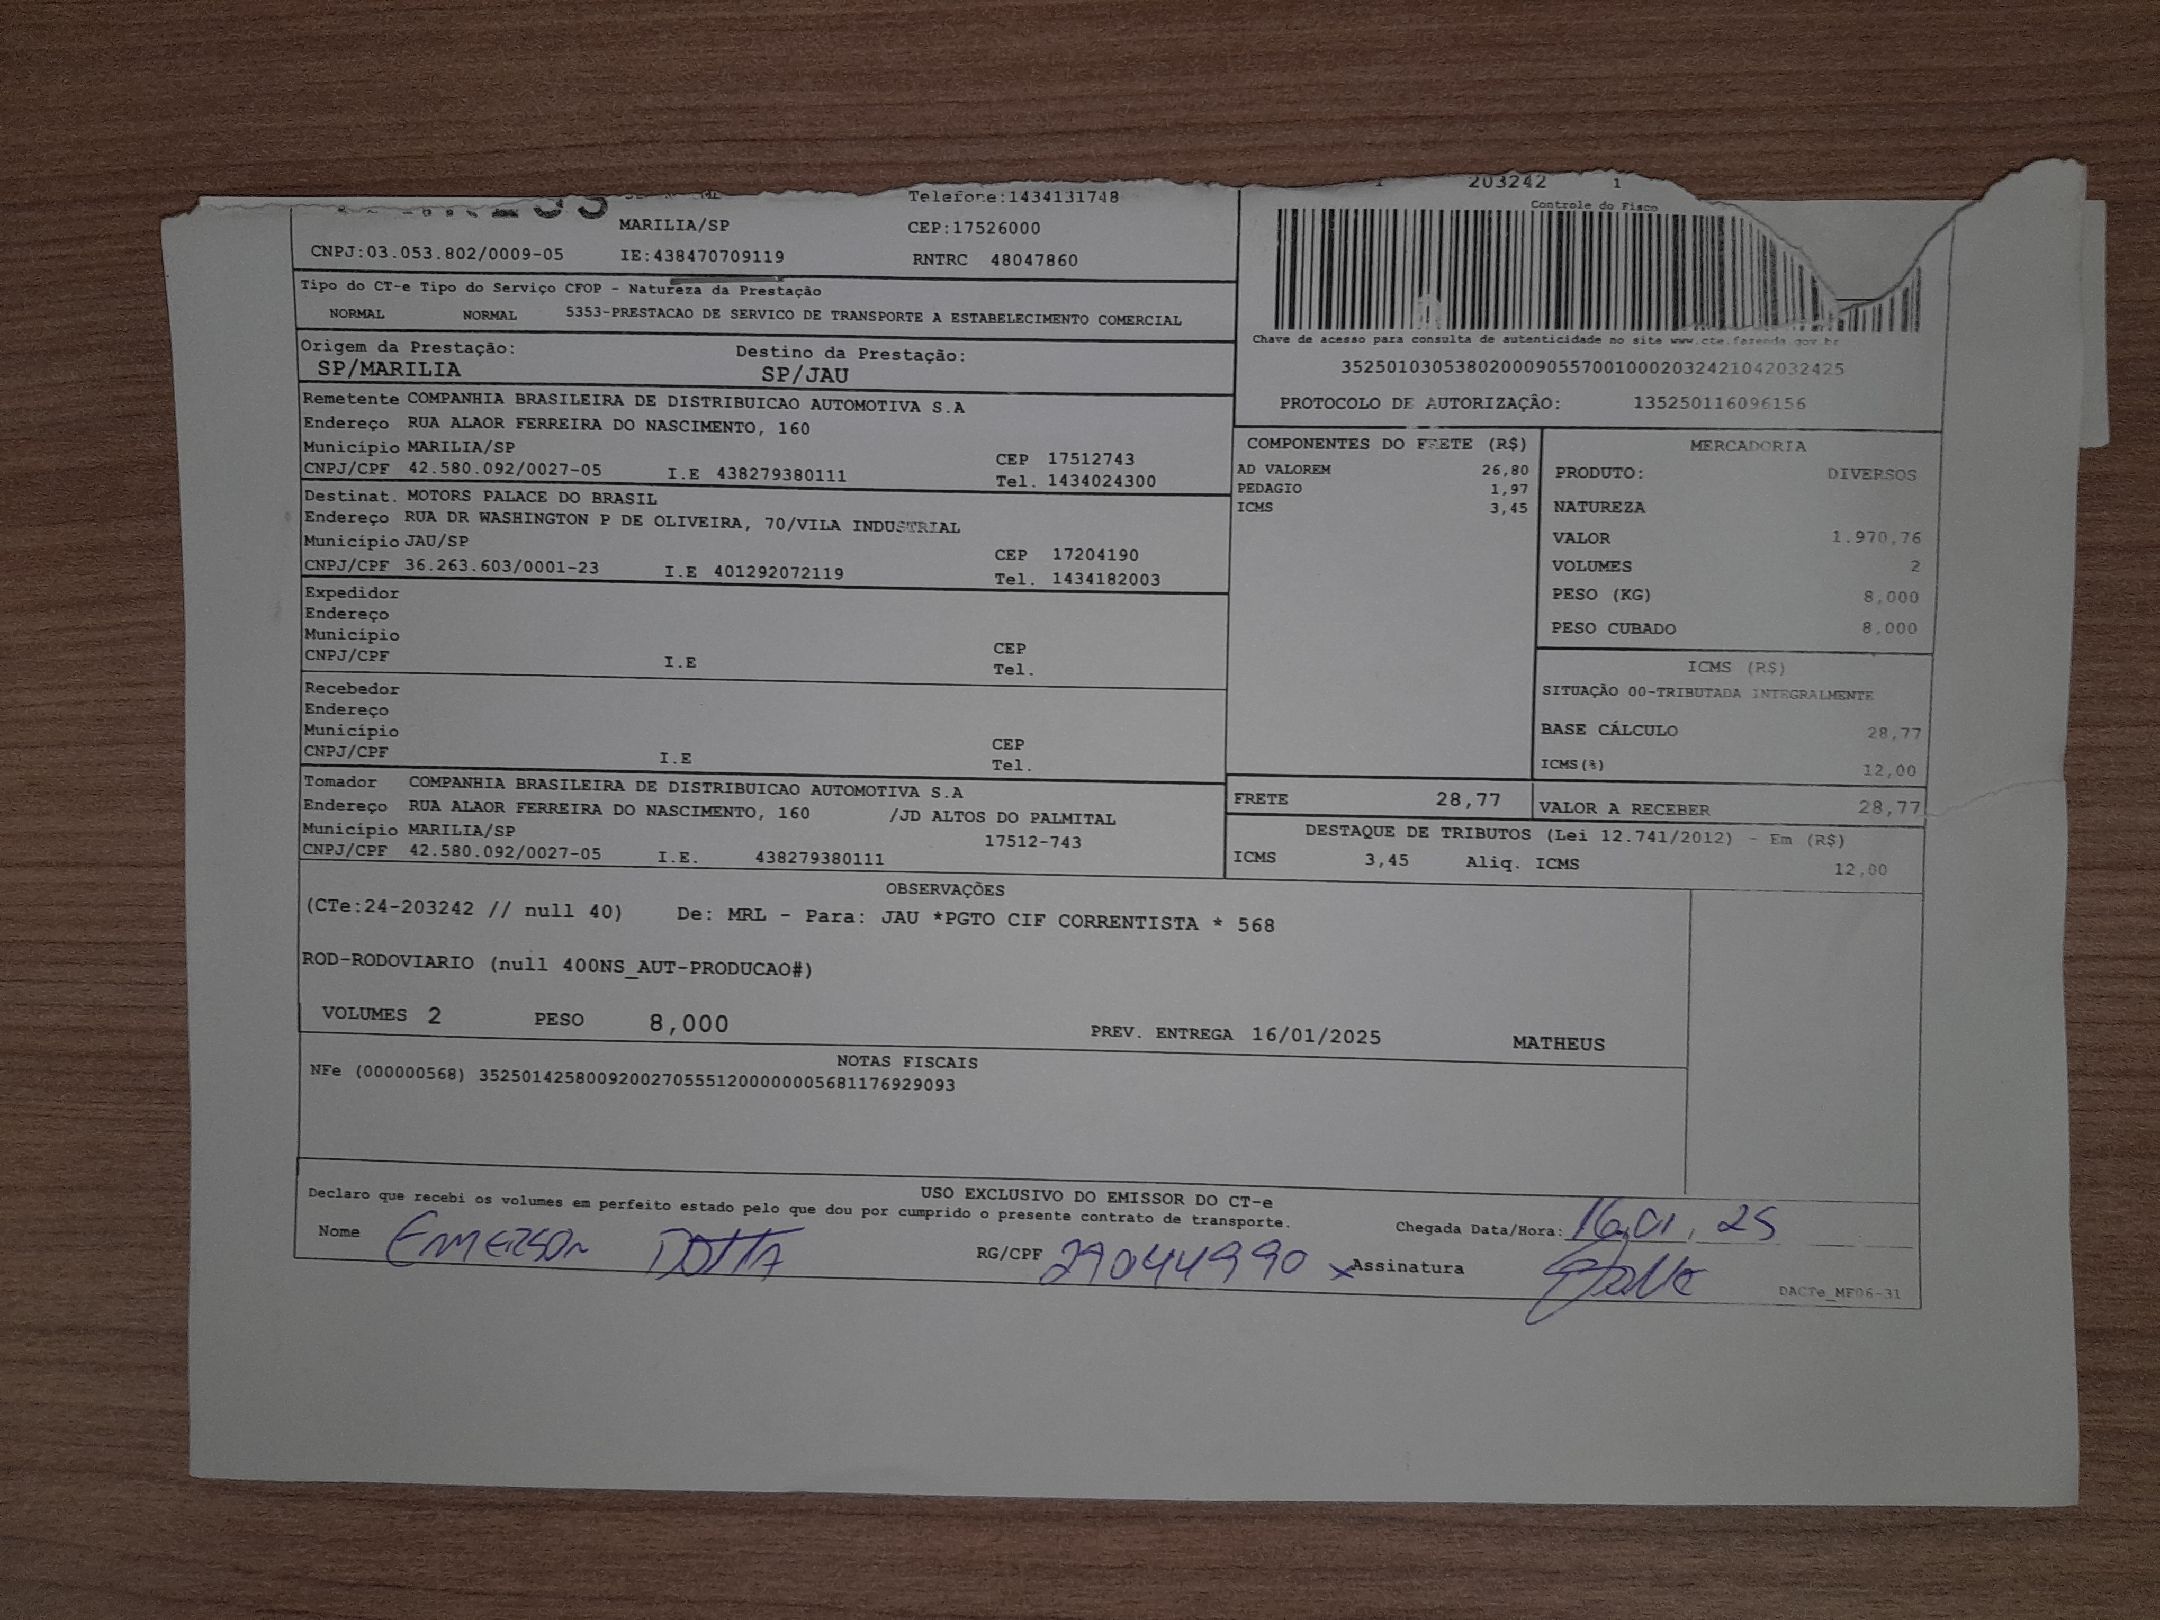 Telefone:1434131748
MARILIA/SP CEP:17526000
CNPJ:03.053.802/0009-05 IE:438470709119 RNTRC 48047860
203242 1
Controle do Fisco
Tipo do CT-e Tipo do Serviço CFOP - Natureza da Prestação
NORMAL NORMAL 5353-PRESTACAO DE SERVICO DE TRANSPORTE A ESTABELECIMENTO COMERCIAL
Chave de acesso para consulta de autenticidade no site www.cte.fazenda.gov.br
35250103053802000905570010002032421042032425
PROTOCOLO DE AUTORIZAÇÃO: 135250116096156
Origem da Prestação: Destino da Prestação:
SP/MARILIA SP/JAU
Remetente COMPANHIA BRASILEIRA DE DISTRIBUICAO AUTOMOTIVA S.A
Endereço RUA ALAOR FERREIRA DO NASCIMENTO, 160
Município MARILIA/SP CEP 17512743
CNPJ/CPF 42.580.092/0027-05 I.E 438279380111 Tel. 1434024300
Destinat. MOTORS PALACE DO BRASIL
Endereço RUA DR WASHINGTON P DE OLIVEIRA, 70/VILA INDUSTRIAL
Município JAU/SP CEP 17204190
CNPJ/CPF 36.263.603/0001-23 I.E 401292072119 Tel. 1434182003
Expedidor
Endereço
Município CEP
CNPJ/CPF I.E Tel.
Recebedor
Endereço
Município CEP
CNPJ/CPF I.E Tel.
Tomador COMPANHIA BRASILEIRA DE DISTRIBUICAO AUTOMOTIVA S.A
Endereço RUA ALAOR FERREIRA DO NASCIMENTO, 160 /JD ALTOS DO PALMITAL
Município MARILIA/SP 17512-743
CNPJ/CPF 42.580.092/0027-05 I.E. 438279380111
COMPONENTES DO FRETE (R$)
AD VALOREM 26,80
PEDAGIO 1,97
ICMS 3,45
MERCADORIA
PRODUTO: DIVERSOS
NATUREZA
VALOR 1.970,76
VOLUMES 2
PESO (KG) 8,000
PESO CUBADO 8,000
ICMS (R$)
SITUAÇÃO 00-TRIBUTADA INTEGRALMENTE
BASE CÁLCULO 28,77
ICMS(%) 12,00
FRETE 28,77 VALOR A RECEBER 28,77
DESTAQUE DE TRIBUTOS (Lei 12.741/2012) - Em (R$)
ICMS 3,45 Aliq. ICMS 12,00
OBSERVAÇÕES
(CTe:24-203242 // null 40) De: MRL - Para: JAU *PGTO CIF CORRENTISTA * 568
ROD-RODOVIARIO (null 400NS_AUT-PRODUCAO#)
VOLUMES 2 PESO 8,000 PREV. ENTREGA 16/01/2025 MATHEUS
NOTAS FISCAIS
NFe (000000568) 35250142580092002705551200000005681176929093
USO EXCLUSIVO DO EMISSOR DO CT-e
Declaro que recebi os volumes em perfeito estado pelo que dou por cumprido o presente contrato de transporte.
Chegada Data/Hora: 16,01,25
Nome EMERSON DOTTA RG/CPF 29044990 x Assinatura
DACTe_MF06-31